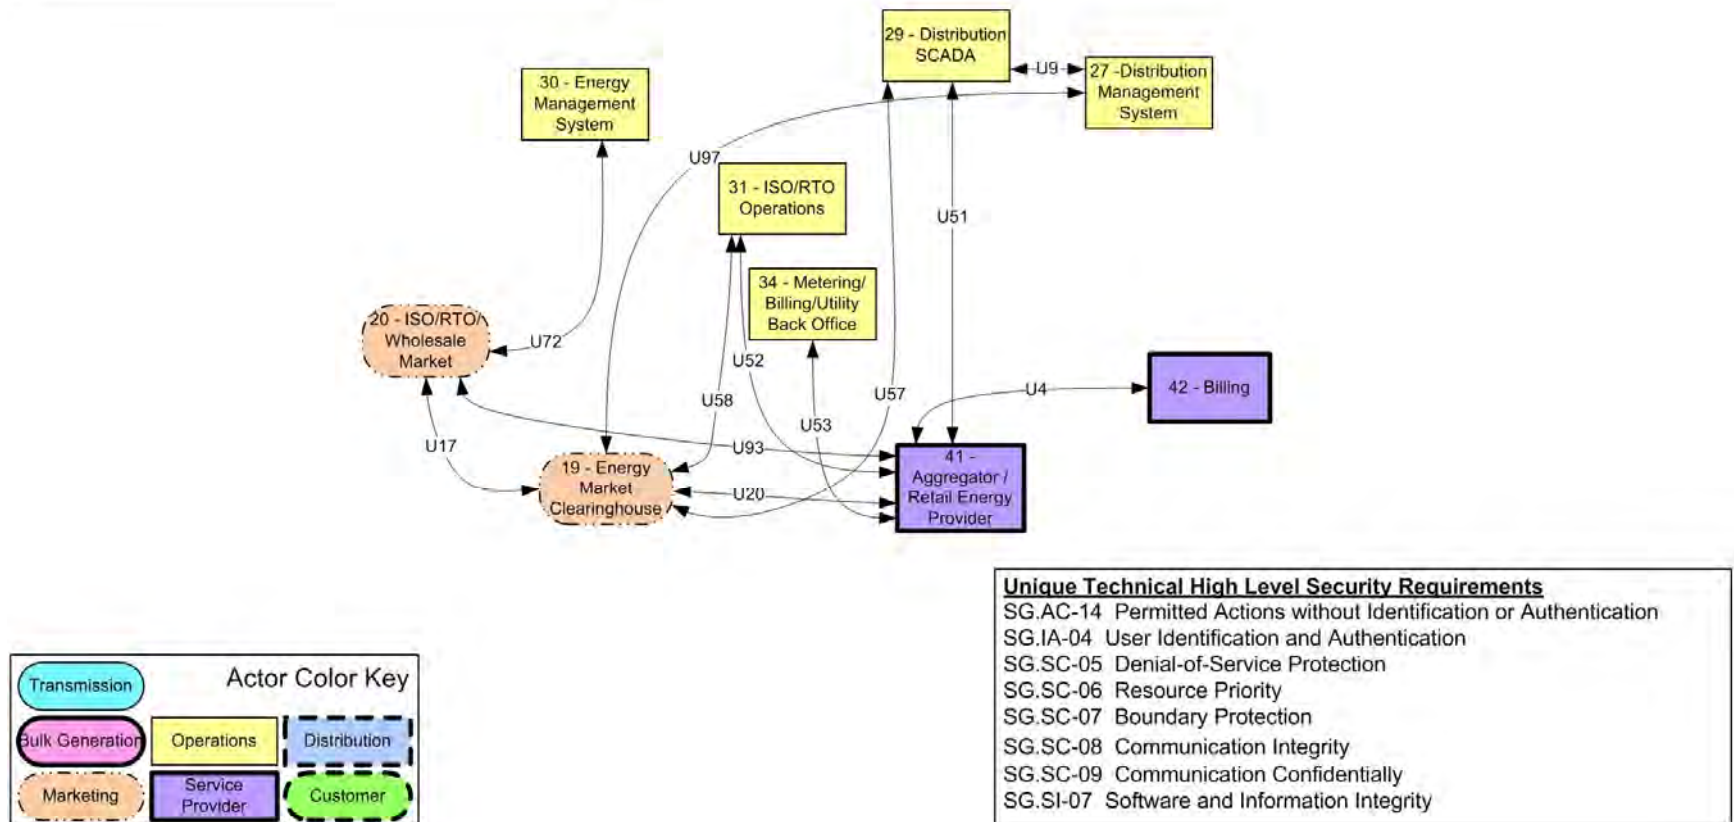 29 - Distribution
SCADA
U9
27 -Distribution
Management
System
30 - Energy
Management
System
U97
31 - ISO/RTO
Operations
U51
34 - Metering/
Billing/Utility
Back Office
20 - ISO/RTO/
Wholesale
Market
U72
U52
U58
U57
U53
U4
42 - Billing
U17
U93
19 - Energy
Market
Clearinghouse
U20
41 -
Aggregator /
Retail Energy
Provider
Unique Technical High Level Security Requirements
SG.AC-14 Permitted Actions without Identification or Authentication
SG.IA-04 User Identification and Authentication
SG.SC-05 Denial-of-Service Protection
SG.SC-06 Resource Priority
SG.SC-07 Boundary Protection
SG.SC-08 Communication Integrity
SG.SC-09 Communication Confidentially
SG.SI-07 Software and Information Integrity
Actor Color Key
Transmission
Bulk Generation
Operations
Distribution
Marketing
Service
Provider
Customer